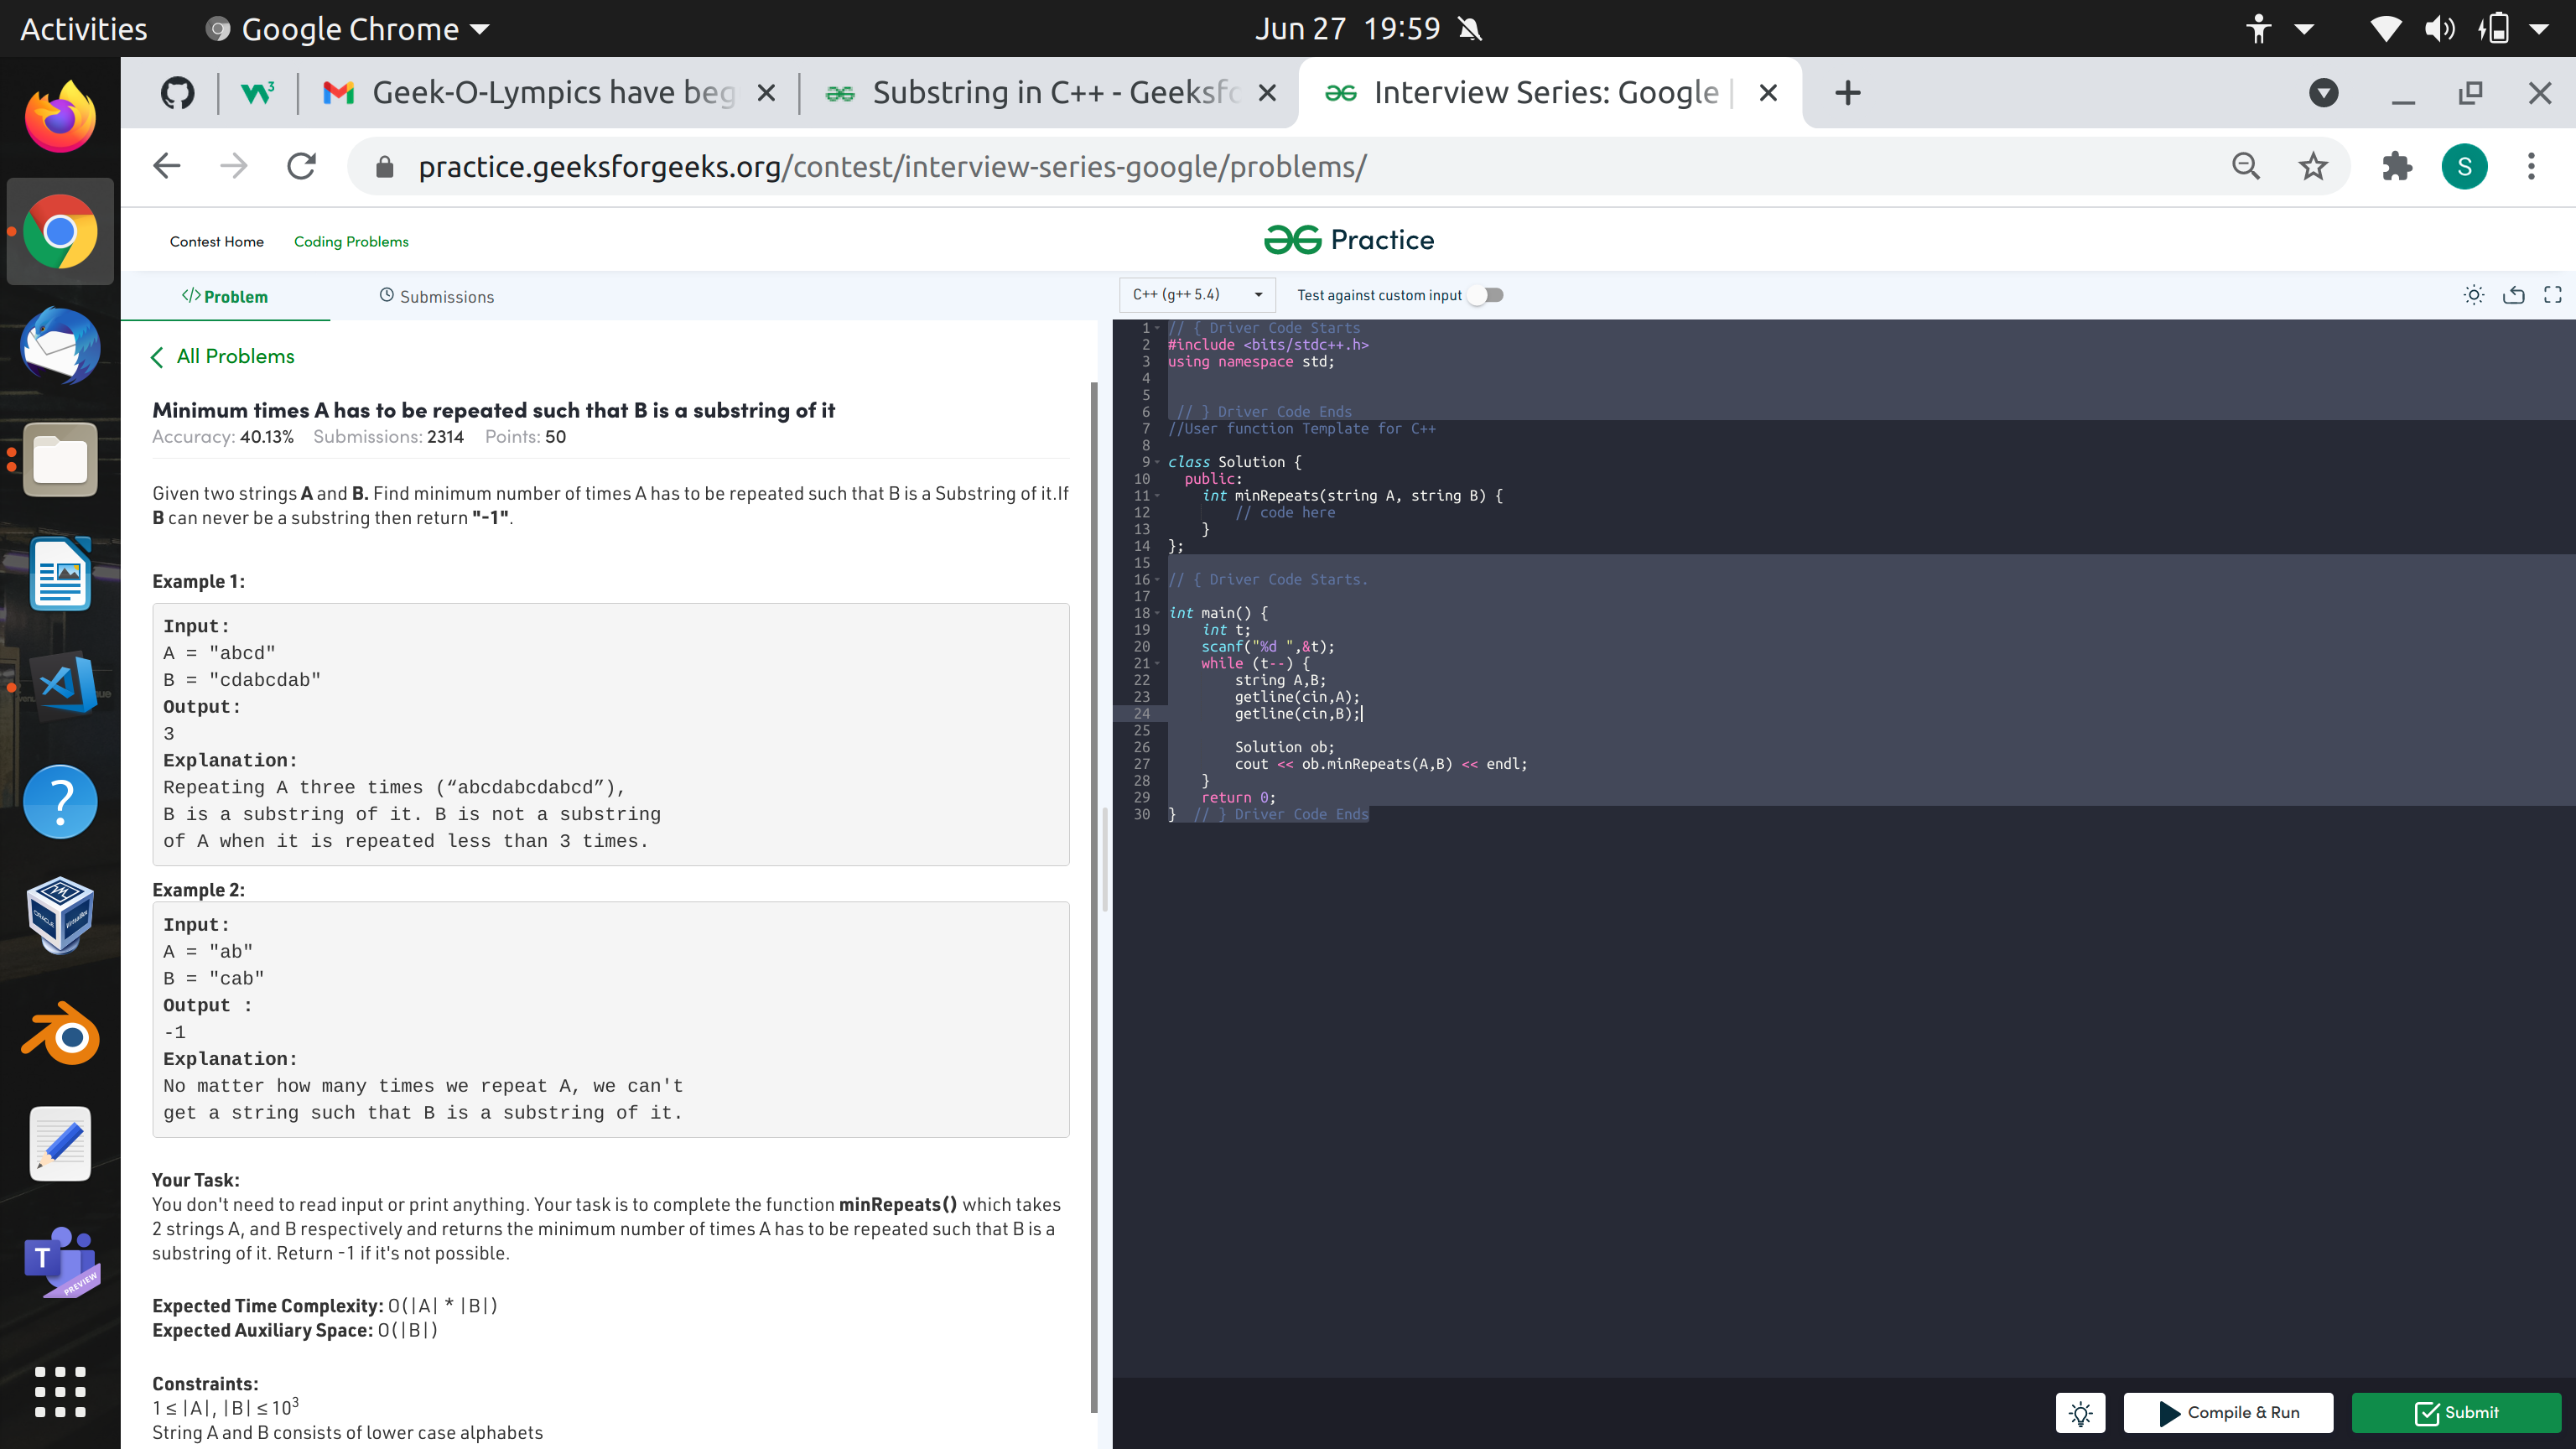 Activities
Google Chrome
Jun 27 19:59
Geek-O-Lympics have beg
Substring in C++ - Geeksfo
Interview Series: Google |
practice.geeksforgeeks.org/contest/interview-series-google/problems/
S
Contest Home
Coding Problems
Practice
</> Problem
Submissions
C++ (g++ 5.4)
Test against custom input
All Problems
Minimum times A has to be repeated such that B is a substring of it
Accuracy: 40.13% Submissions: 2314 Points: 50
Given two strings A and B. Find minimum number of times A has to be repeated such that B is a Substring of it.If
B can never be a substring then return "-1".
Example 1:
Input:
A = "abcd"
B = "cdabcdab"
Output:
3
Explanation:
Repeating A three times (“abcdabcdabcd”),
B is a substring of it. B is not a substring
of A when it is repeated less than 3 times.
Example 2:
Input:
A = "ab"
B = "cab"
Output :
-1
Explanation:
No matter how many times we repeat A, we can't
get a string such that B is a substring of it.
Your Task:
You don't need to read input or print anything. Your task is to complete the function minRepeats() which takes
2 strings A, and B respectively and returns the minimum number of times A has to be repeated such that B is a
substring of it. Return -1 if it's not possible.
Expected Time Complexity: O(|A| * |B|)
Expected Auxiliary Space: O(|B|)
Constraints:
1 ≤ |A|, |B| ≤ 10³
String A and B consists of lower case alphabets
1 // { Driver Code Starts
2 #include <bits/stdc++.h>
3 using namespace std;
4
5
6 // } Driver Code Ends
7 //User function Template for C++
8
9 class Solution {
10 public:
11 int minRepeats(string A, string B) {
12 // code here
13 }
14 };
15
16 // { Driver Code Starts.
17
18 int main() {
19 int t;
20 scanf("%d ",&t);
21 while (t--) {
22 string A,B;
23 getline(cin,A);
24 getline(cin,B);
25
26 Solution ob;
27 cout << ob.minRepeats(A,B) << endl;
28 }
29 return 0;
30 } // } Driver Code Ends
Compile & Run
Submit
T
PREVIEW